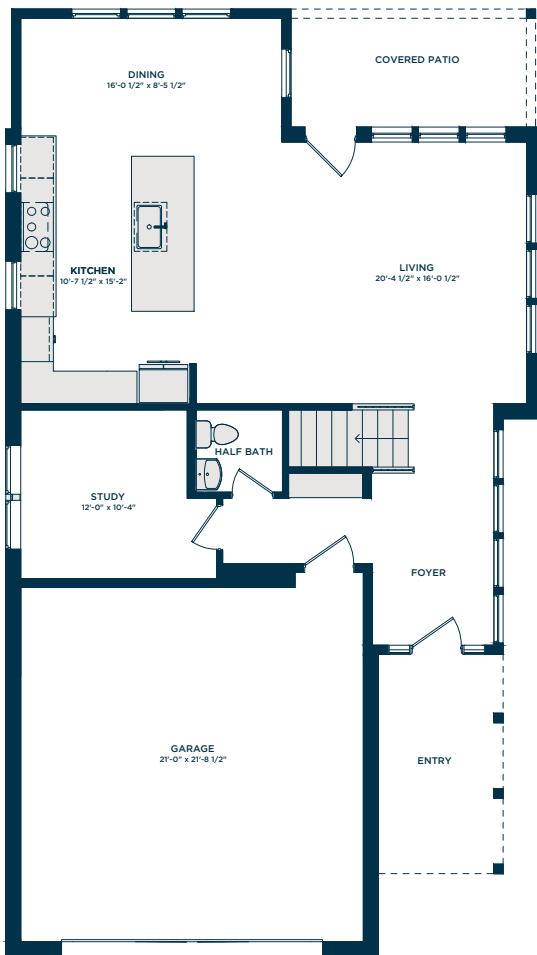 COVERED PATIO
DINING
16'-0 1/2" x 8'-5 1/2"
KITCHEN
10'-7 1/2" x 15'-2"
LIVING
20'-4 1/2" x 16'-0 1/2"
HALF BATH
STUDY
12'-0" x 10'-4"
FOYER
GARAGE
21'-0" x 21'-8 1/2"
ENTRY